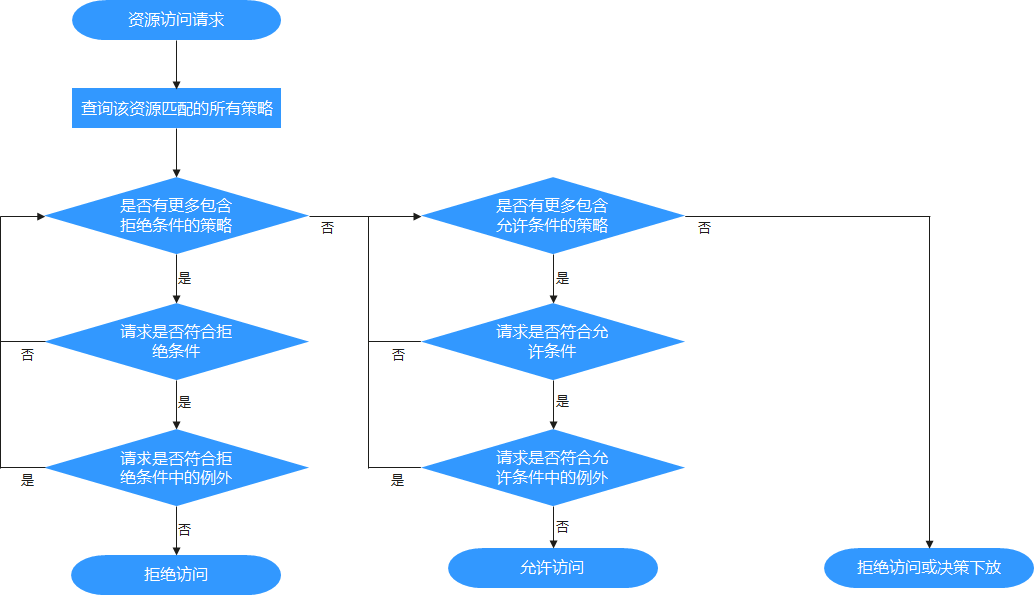 资源访问请求
查询该资源匹配的所有策略
是否有更多包含
拒绝条件的策略
否
是否有更多包含
允许条件的策略
否
是
是
请求是否符合拒
绝条件
请求是否符合允
许条件
否
否
是
是
请求是否符合拒
绝条件中的例外
请求是否符合允
许条件中的例外
是
是
否
否
拒绝访问
允许访问
拒绝访问或决策下放